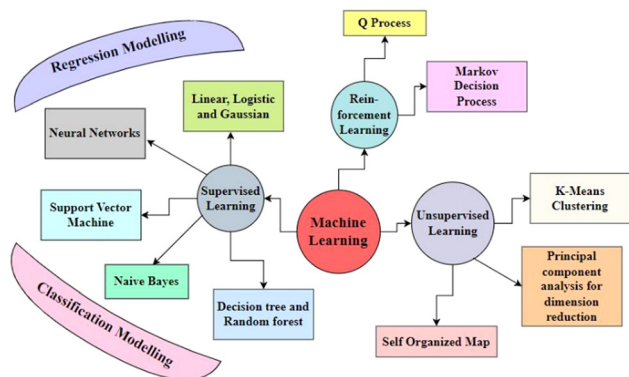 Regression Modelling
Q Process
Linear, Logistic
and Gaussian
Rein-
forcement
Learning
Markov
Decision
Process
Neural Networks
Supervised
Learning
Support Vector
Machine
Machine
Learning
Unsupervised
Learning
K-Means
Clustering
Naive Bayes
Decision tree and
Random forest
Principal
component
analysis for
dimension
reduction
Self Organized Map
Classification Modelling